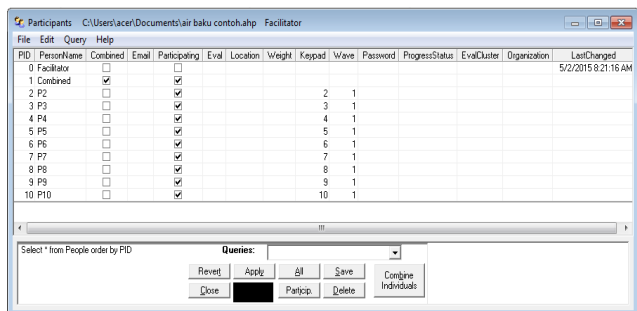 Participants C:\Users\acer\Documents\air baku contoh.ahp Facilitator
File Edit Query Help
PID PersonName Combined Email Participating Eval Location Weight Keypad Wave Password ProgressStatus EvalCluster Organization LastChanged
0 Facilitator 5/2/2015 8:21:16 AM
1 Combined
2 P2 2 1
3 P3 3 1
4 P4 4 1
5 P5 5 1
6 P6 6 1
7 P7 7 1
8 P8 8 1
9 P9 9 1
10 P10 10 1
Select * from People order by PID Queries:
Revert Apply All Save Combine Individuals
Close Particip. Delete